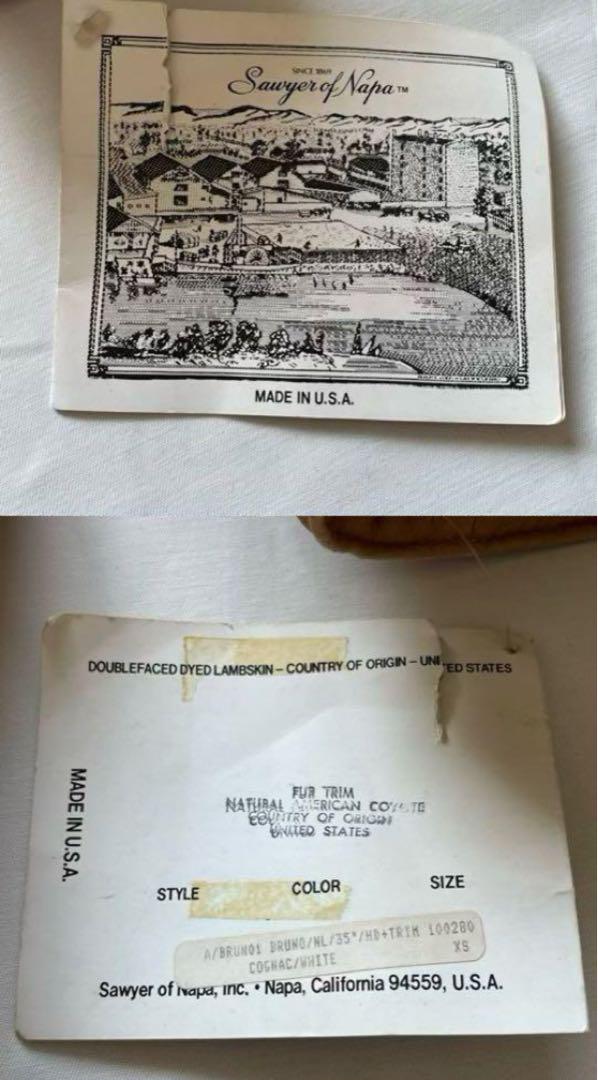 SINCE 1869
Sawyer of Napa™
MADE IN U.S.A.
DOUBLEFACED DYED LAMBSKIN – COUNTRY OF ORIGIN – UNITED STATES
MADE IN U.S.A.
FUR TRIM
NATURAL AMERICAN COYOTE
COUNTRY OF ORIGIN
UNITED STATES
STYLE COLOR SIZE
A/BRUNO1 BRUNO/NL/35"/HD+TRIM 100280
COGNAC/WHITE XS
Sawyer of Napa, Inc. • Napa, California 94559, U.S.A.